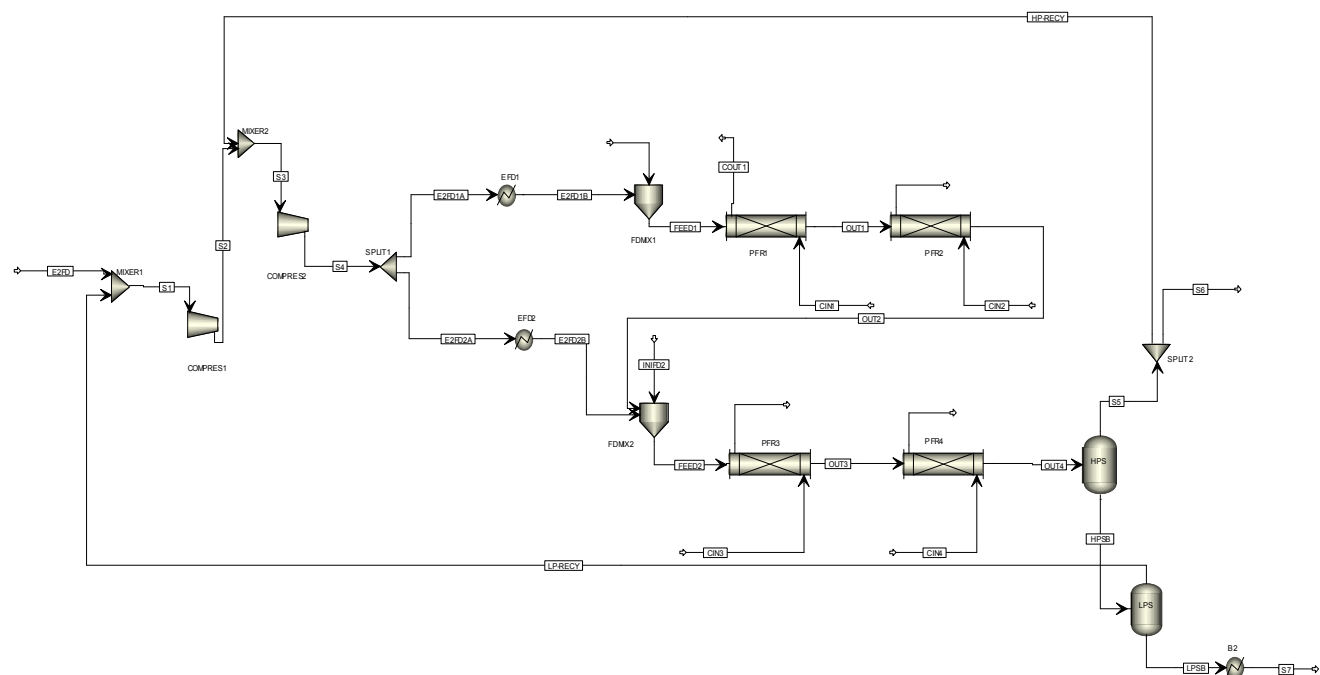 HP-RECY
MIXER2
COUT1
S3
EFD1
E2FD1A
E2FD1B
FDMIX1
FEED1
OUT1
PFR1
PFR2
S2
SPLIT1
COMPRES2
S4
E2FD
MIXER1
S1
CIN1
CIN2
OUT2
S6
EFD2
E2FD2A
E2FD2B
COMPRES1
INIFD2
SPLIT2
S5
FDMIX2
PFR3
PFR4
FEED2
OUT3
OUT4
HPS
HPSB
CIN3
CIN4
LP-RECY
LPS
B2
LPSB
S7